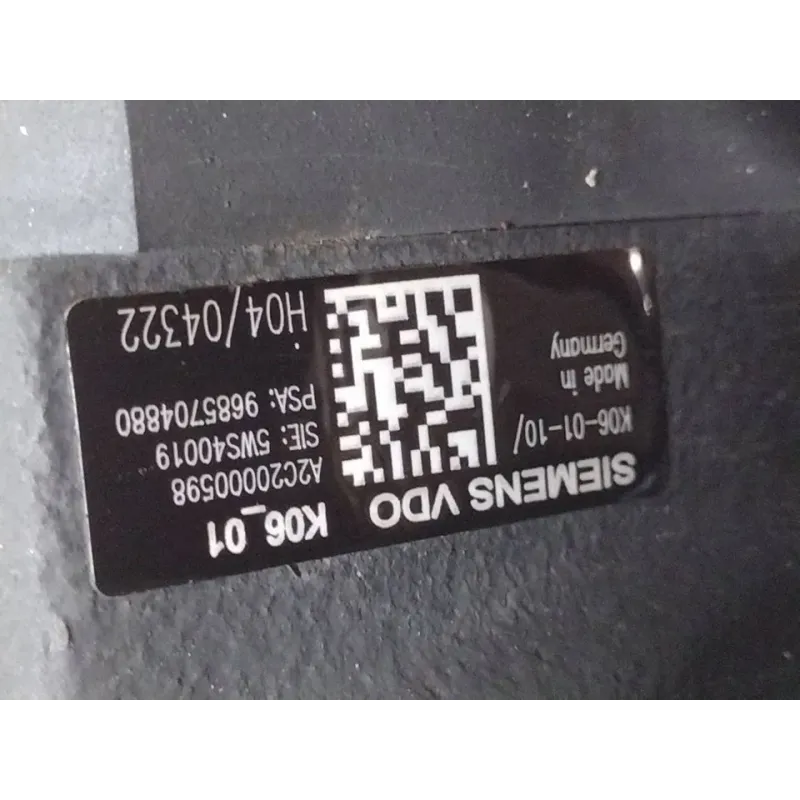 SIEMENS VDO K06_01
K06-01-10/
Made in
Germany
A2C20000598
SIE: 5WS40019
PSA: 9685704880
H04/04322